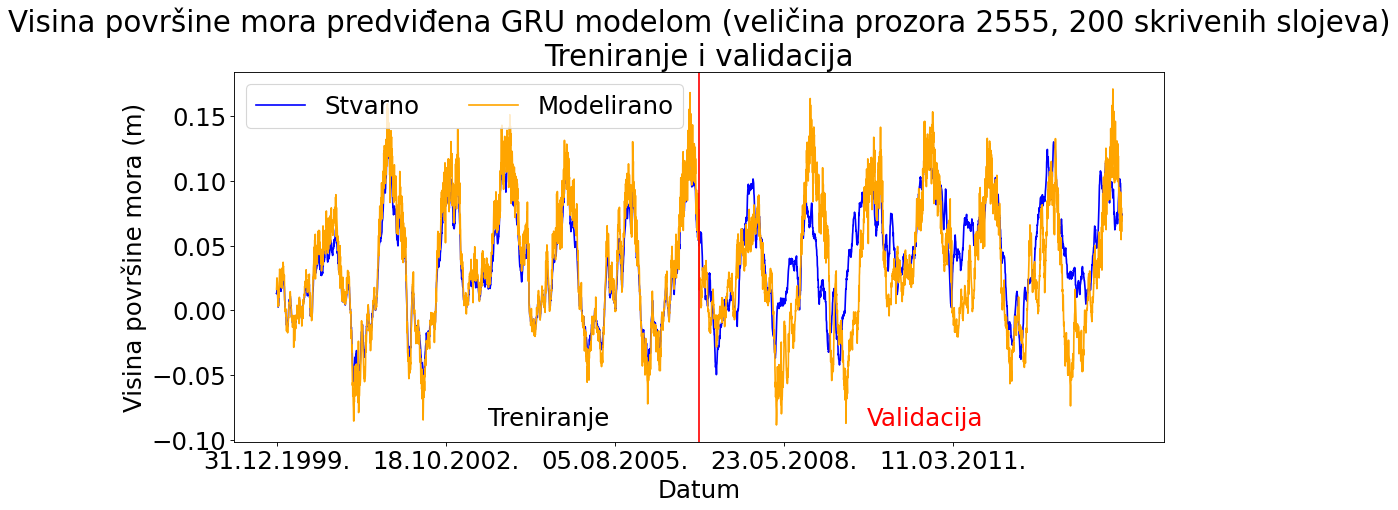 Visina površine mora predviđena GRU modelom (veličina prozora 2555, 200 skrivenih slojeva)
Treniranje i validacija
Stvarno
Modelirano
Visina površine mora (m)
0.15
0.10
0.05
0.00
−0.05
−0.10
Treniranje
Validacija
31.12.1999.
18.10.2002.
05.08.2005.
23.05.2008.
11.03.2011.
Datum